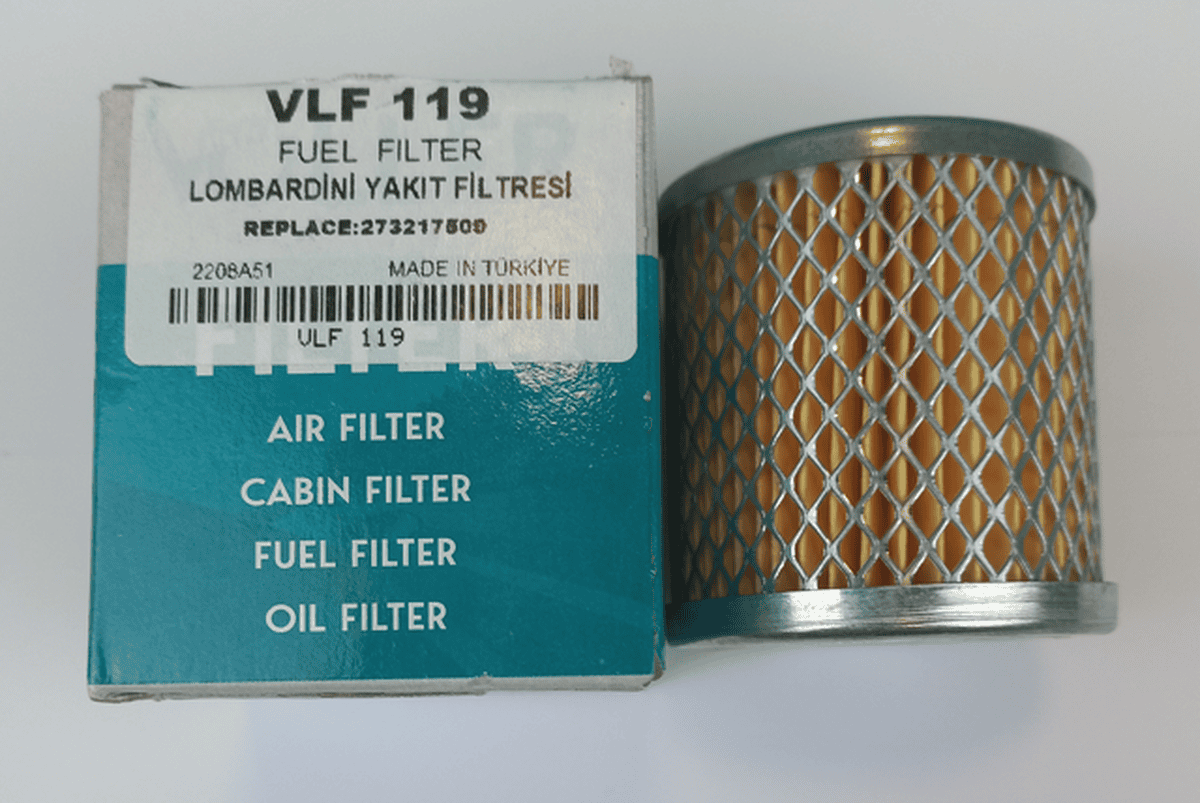 VLF 119
FUEL FILTER
LOMBARDİNİ YAKIT FİLTRESİ
REPLACE:273217509
2208A51 MADE IN TÜRKİYE
VLF 119
FILTER
AIR FILTER
CABIN FILTER
FUEL FILTER
OIL FILTER